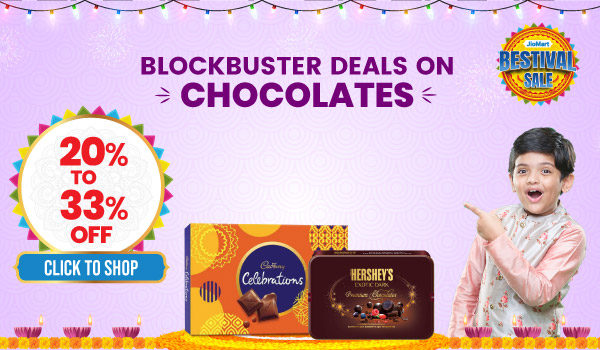 BLOCKBUSTER DEALS ON
CHOCOLATES
JioMart
BESTIVAL
SALE
20%
TO
33%
OFF
CLICK TO SHOP
Cadbury
Celebrations
HERSHEY'S
EXOTIC DARK
Premium Chocolates